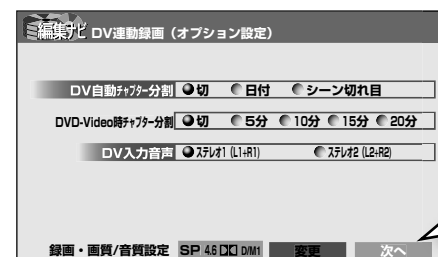 編集ナビ DV連動録画（オプション設定）
DV自動ﾁｬﾌﾟﾀｰ分割 切 日付 シーン切れ目
DVD-Video時ﾁｬﾌﾟﾀｰ分割 切 5分 10分 15分 20分
DV入力音声 ｽﾃﾚｵ1 (L1+R1) ｽﾃﾚｵ2 (L2+R2)
録画・画質/音質設定 SP 4.6 D/M1 変更 次へ